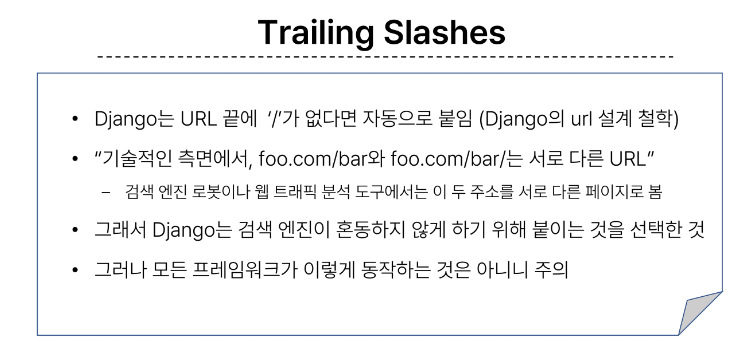 Trailing Slashes
• Django는 URL 끝에 '/'가 없다면 자동으로 붙임 (Django의 url 설계 철학)
• “기술적인 측면에서, foo.com/bar와 foo.com/bar/는 서로 다른 URL”
– 검색 엔진 로봇이나 웹 트래픽 분석 도구에서는 이 두 주소를 서로 다른 페이지로 봄
• 그래서 Django는 검색 엔진이 혼동하지 않게 하기 위해 붙이는 것을 선택한 것
• 그러나 모든 프레임워크가 이렇게 동작하는 것은 아니니 주의